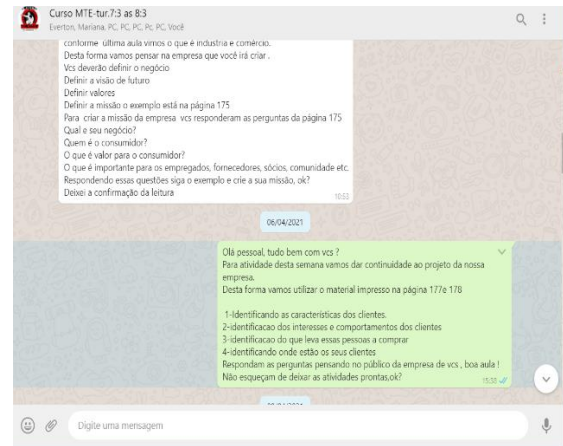 Curso MTE-tur.7:3 as 8:3
Everton, Mariana, PC, PC, PC, Pc, PC, Você
conforme última aula vimos o que é industria e comércio.
Desta forma vamos pensar na empresa que você irá criar .
Vcs deverão definir o negócio
Definir a visão de futuro
Definir valores
Definir a missão o exemplo está na página 175
Para criar a missão da empresa vcs responderam as perguntas da página 175
Qual e seu negócio?
Quem é o consumidor?
O que é valor para o consumidor?
O que é importante para os empregados, fornecedores, sócios, comunidade etc.
Respondendo essas questões siga o exemplo e crie a sua missão, ok?
Deixei a confirmação da leitura
10:53
06/04/2021
Olá pessoal, tudo bem com vcs ?
Para atividade desta semana vamos dar continuidade ao projeto da nossa
empresa.
Desta forma vamos utilizar o material impresso na página 177e 178
1-Identificando as características dos clientes.
2-identificacao dos interesses e comportamentos dos clientes
3-identificacao do que leva essas pessoas a comprar
4-identificando onde estão os seus clientes
Respondam as perguntas pensando no público da empresa de vcs , boa aula !
Não esqueçam de deixar as atividades prontas,ok?
15:38
Digite uma mensagem